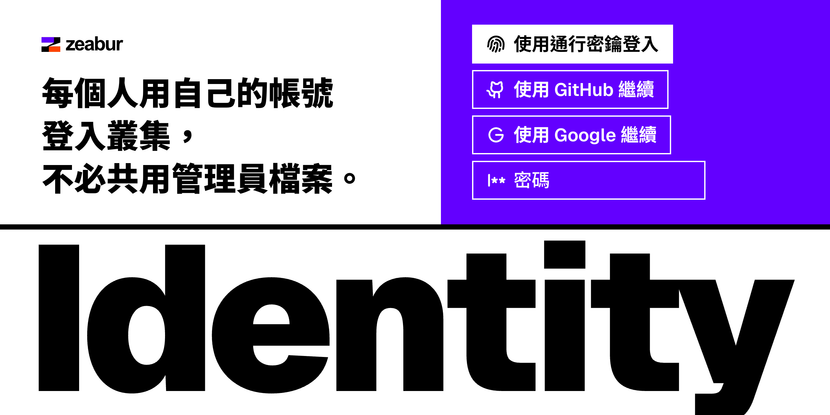 zeabur
每個人用自己的帳號
登入叢集，
不必共用管理員檔案。
使用通行密鑰登入
使用 GitHub 繼續
使用 Google 繼續
密碼
Identity